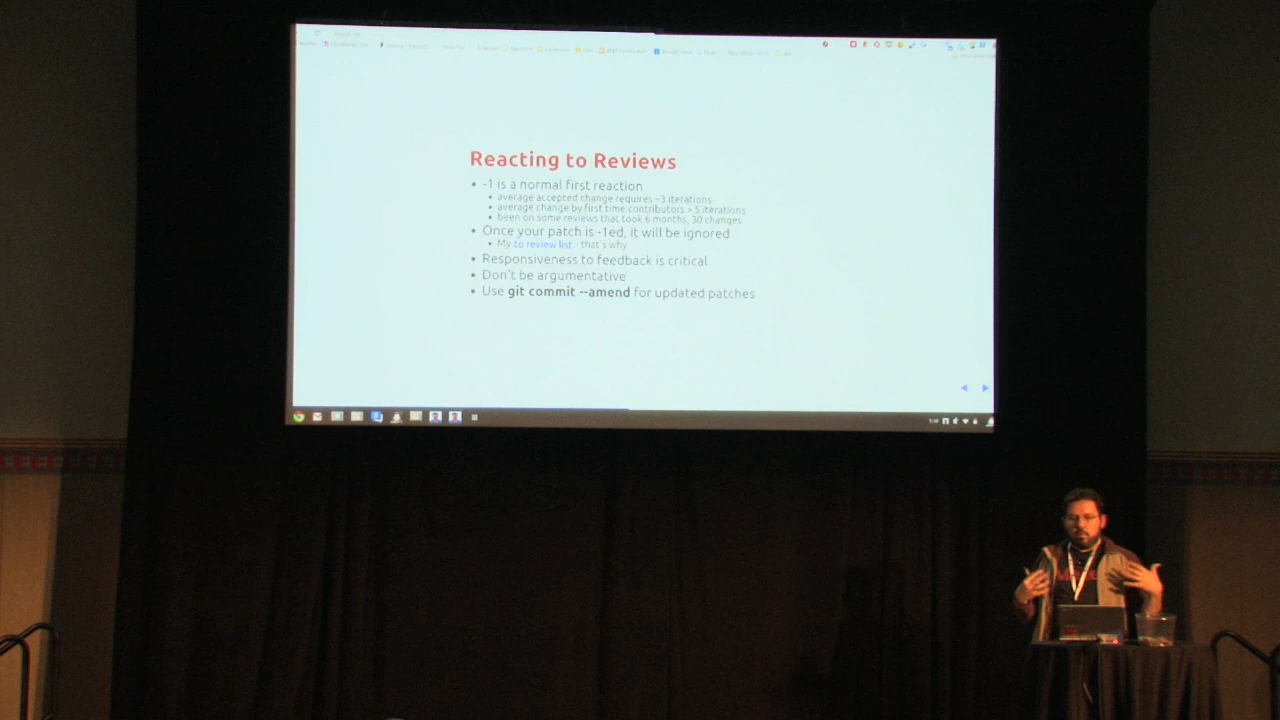 Reacting to Reviews
-1 is a normal first reaction
average accepted change requires ~3 iterations
average change by first time contributors > 5 iterations
been on some reviews that took 6 months, 30 changes
Once your patch is -1ed, it will be ignored
My to review list - that's why
Responsiveness to feedback is critical
Don't be argumentative
Use git commit --amend for updated patches